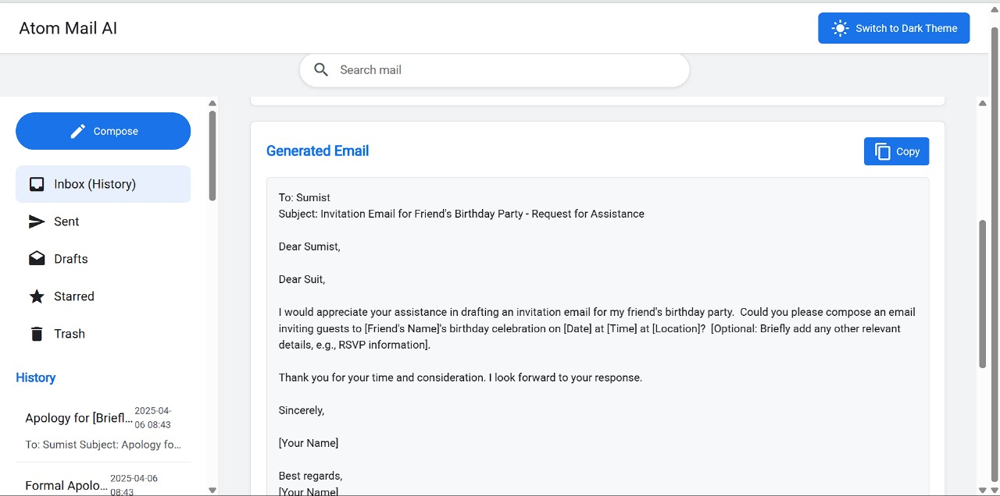 Atom Mail AI
Switch to Dark Theme
Search mail
Compose
Inbox (History)
Sent
Drafts
Starred
Trash
History
Apology for [Briefl...
2025-04-
06 08:43
To: Sumist Subject: Apology fo...
Formal Apolo...
2025-04-06
08:43
Generated Email
Copy
To: Sumist
Subject: Invitation Email for Friend's Birthday Party - Request for Assistance
Dear Sumist,
Dear Suit,
I would appreciate your assistance in drafting an invitation email for my friend's birthday party. Could you please compose an email
inviting guests to [Friend's Name]'s birthday celebration on [Date] at [Time] at [Location]? [Optional: Briefly add any other relevant
details, e.g., RSVP information].
Thank you for your time and consideration. I look forward to your response.
Sincerely,
[Your Name]
Best regards,
[Your Name]